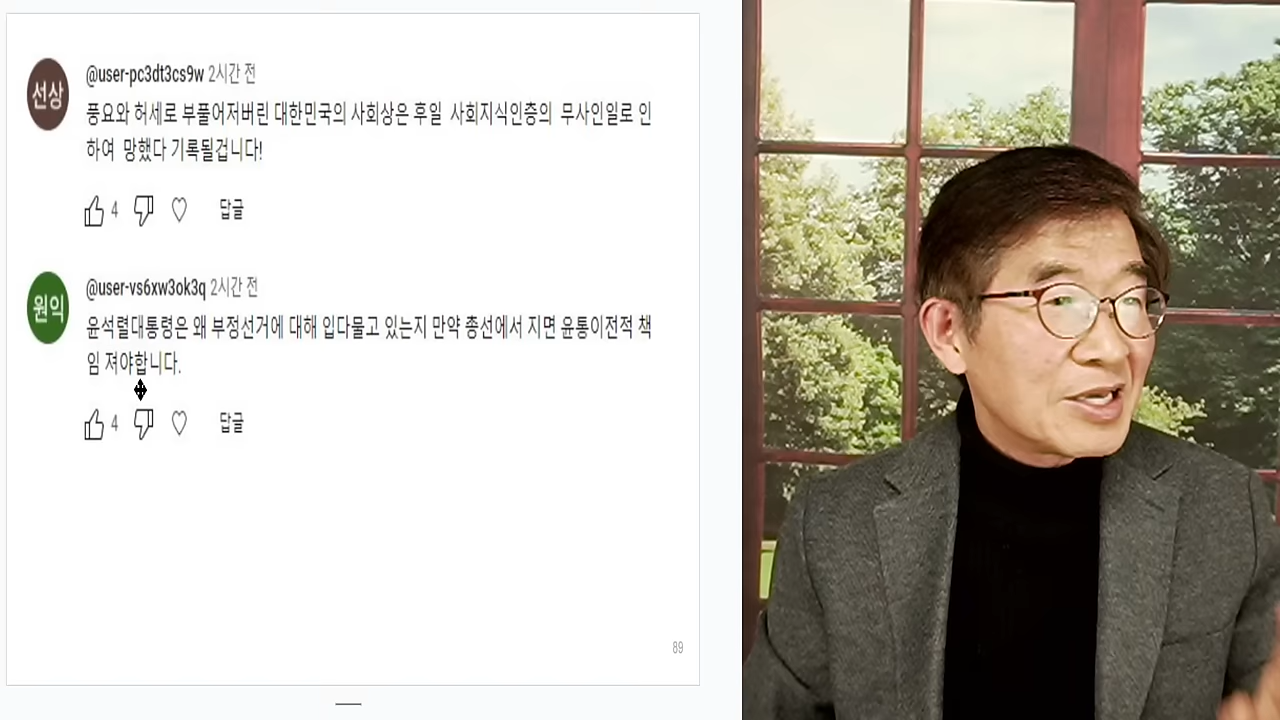 선상
@user-pc3dt3cs9w 2시간 전
풍요와 허세로 부풀어저버린 대한민국의 사회상은 후일 사회지식인층의 무사인일로 인
하여 망했다 기록될겁니다!
4 답글
원익
@user-vs6xw3ok3q 2시간 전
윤석렬대통령은 왜 부정선거에 대해 입다물고 있는지 만약 총선에서 지면 윤통이전적 책
임 져야합니다.
4 답글
89